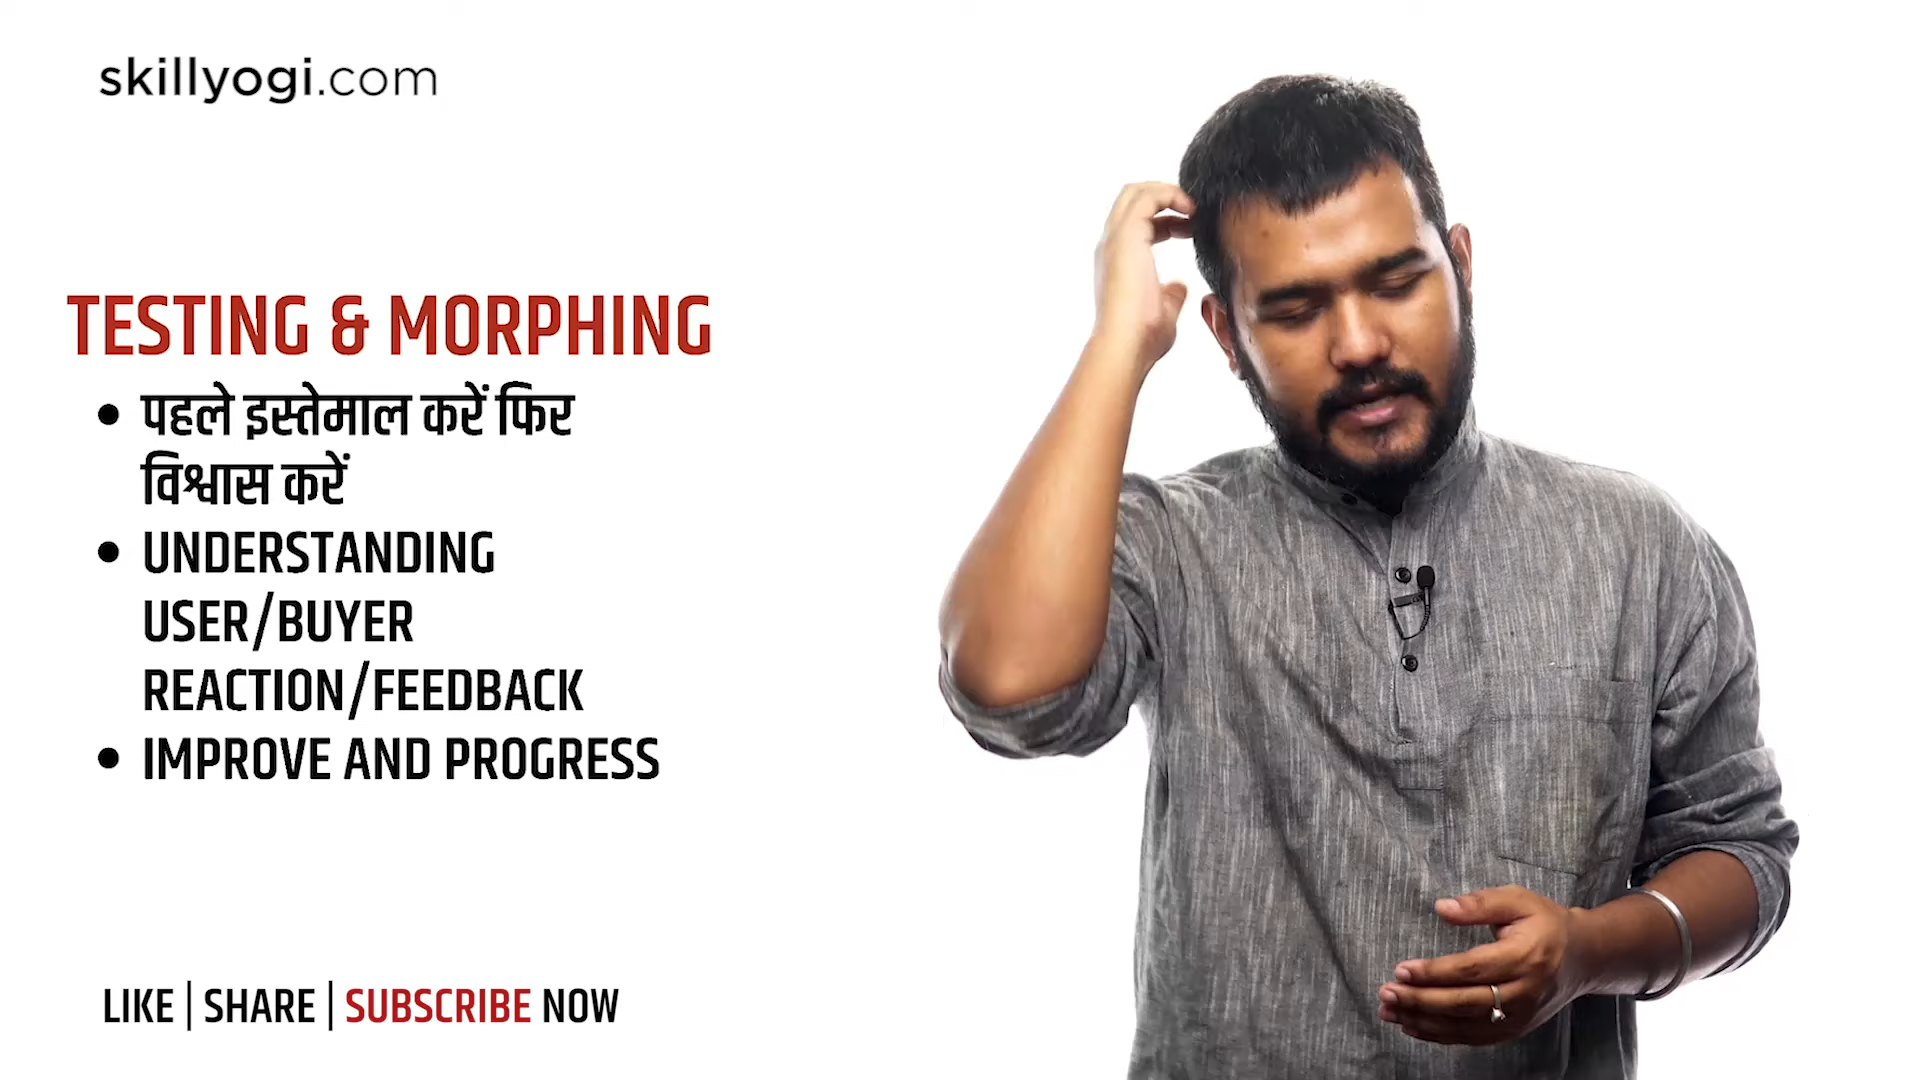 skillyogi.com
TESTING & MORPHING
• पहले इस्तेमाल करें फिर
विश्वास करें
• UNDERSTANDING
USER/BUYER
REACTION/FEEDBACK
• IMPROVE AND PROGRESS
LIKE | SHARE | SUBSCRIBE NOW